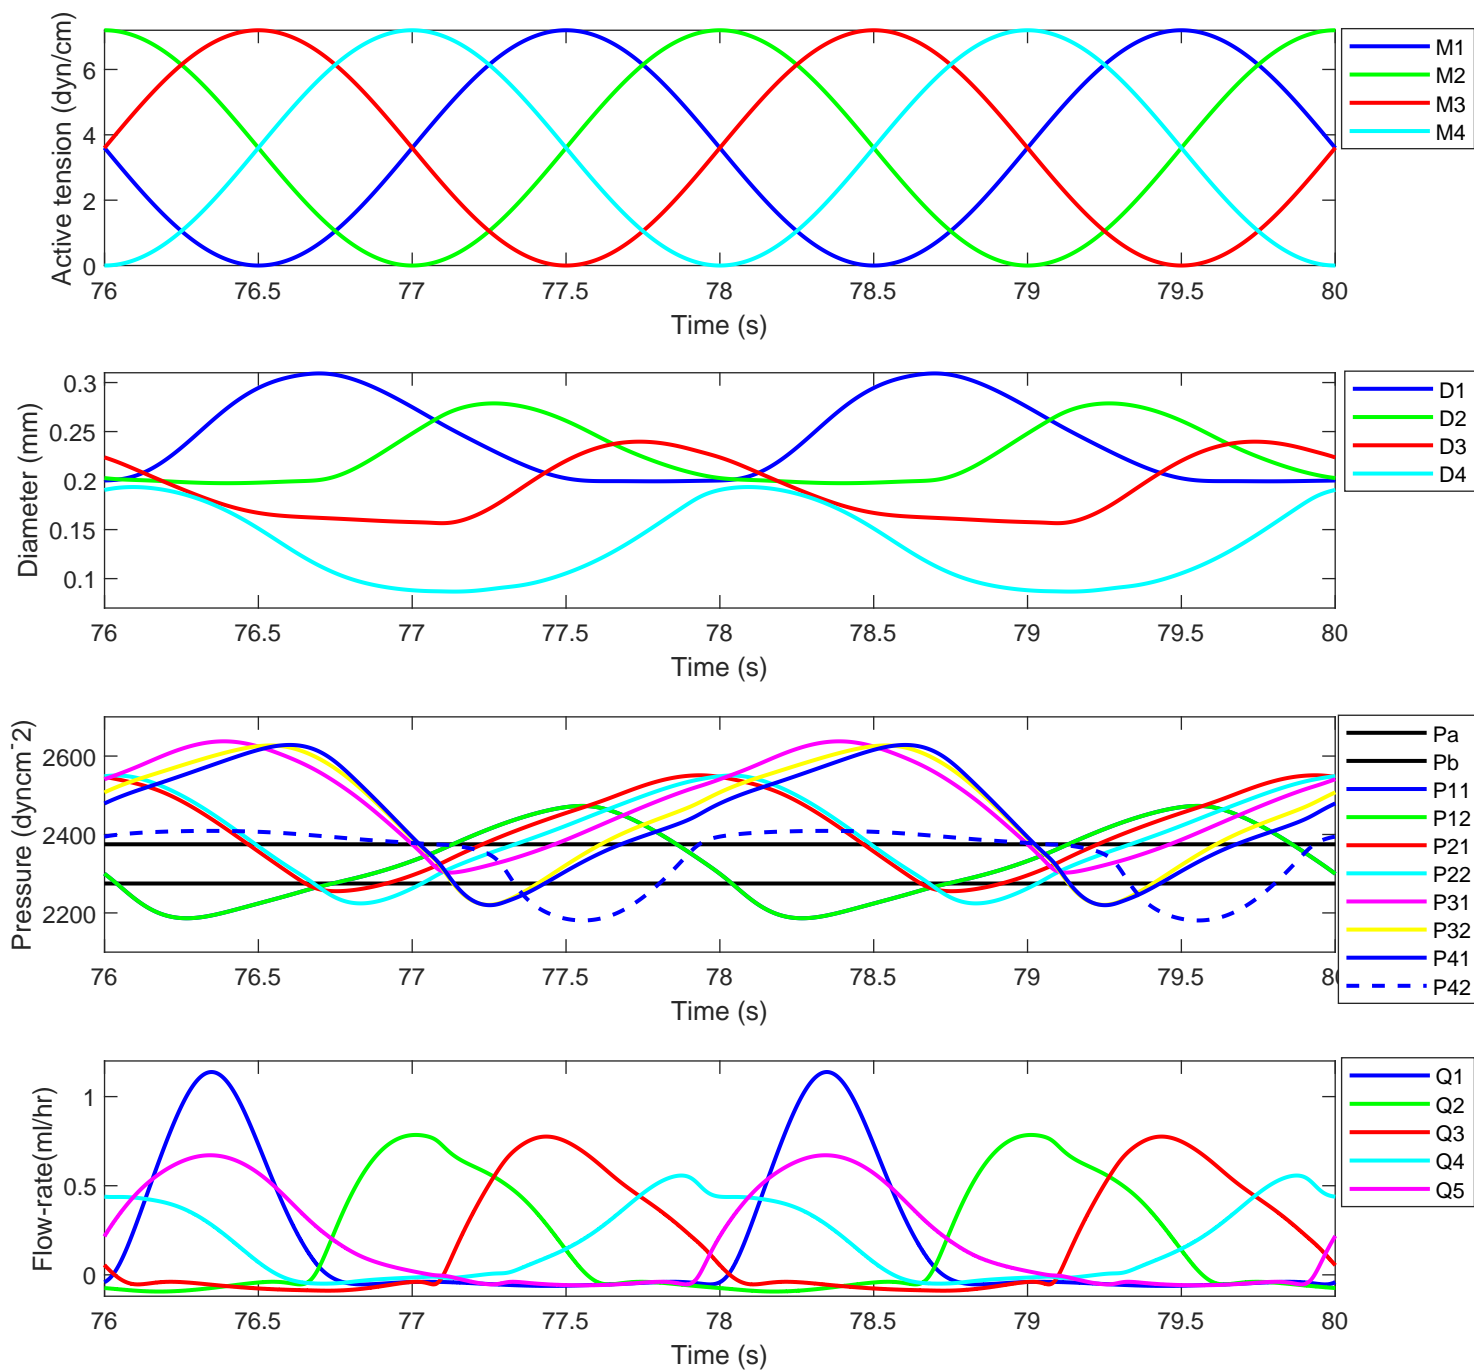 Active tension (dyn/cm)
6
4
2
0
76
76.5
77
77.5
78
78.5
79
79.5
80
Time (s)
M1
M2
M3
M4
Diameter (mm)
0.3
0.25
0.2
0.15
0.1
76
76.5
77
77.5
78
78.5
79
79.5
80
Time (s)
D1
D2
D3
D4
Pressure (dyncm-2)
2600
2400
2200
76
76.5
77
77.5
78
78.5
79
79.5
80
Time (s)
Pa
Pb
P11
P12
P21
P22
P31
P32
P41
P42
Flow-rate(ml/hr)
1
0.5
0
76
76.5
77
77.5
78
78.5
79
79.5
80
Time (s)
Q1
Q2
Q3
Q4
Q5